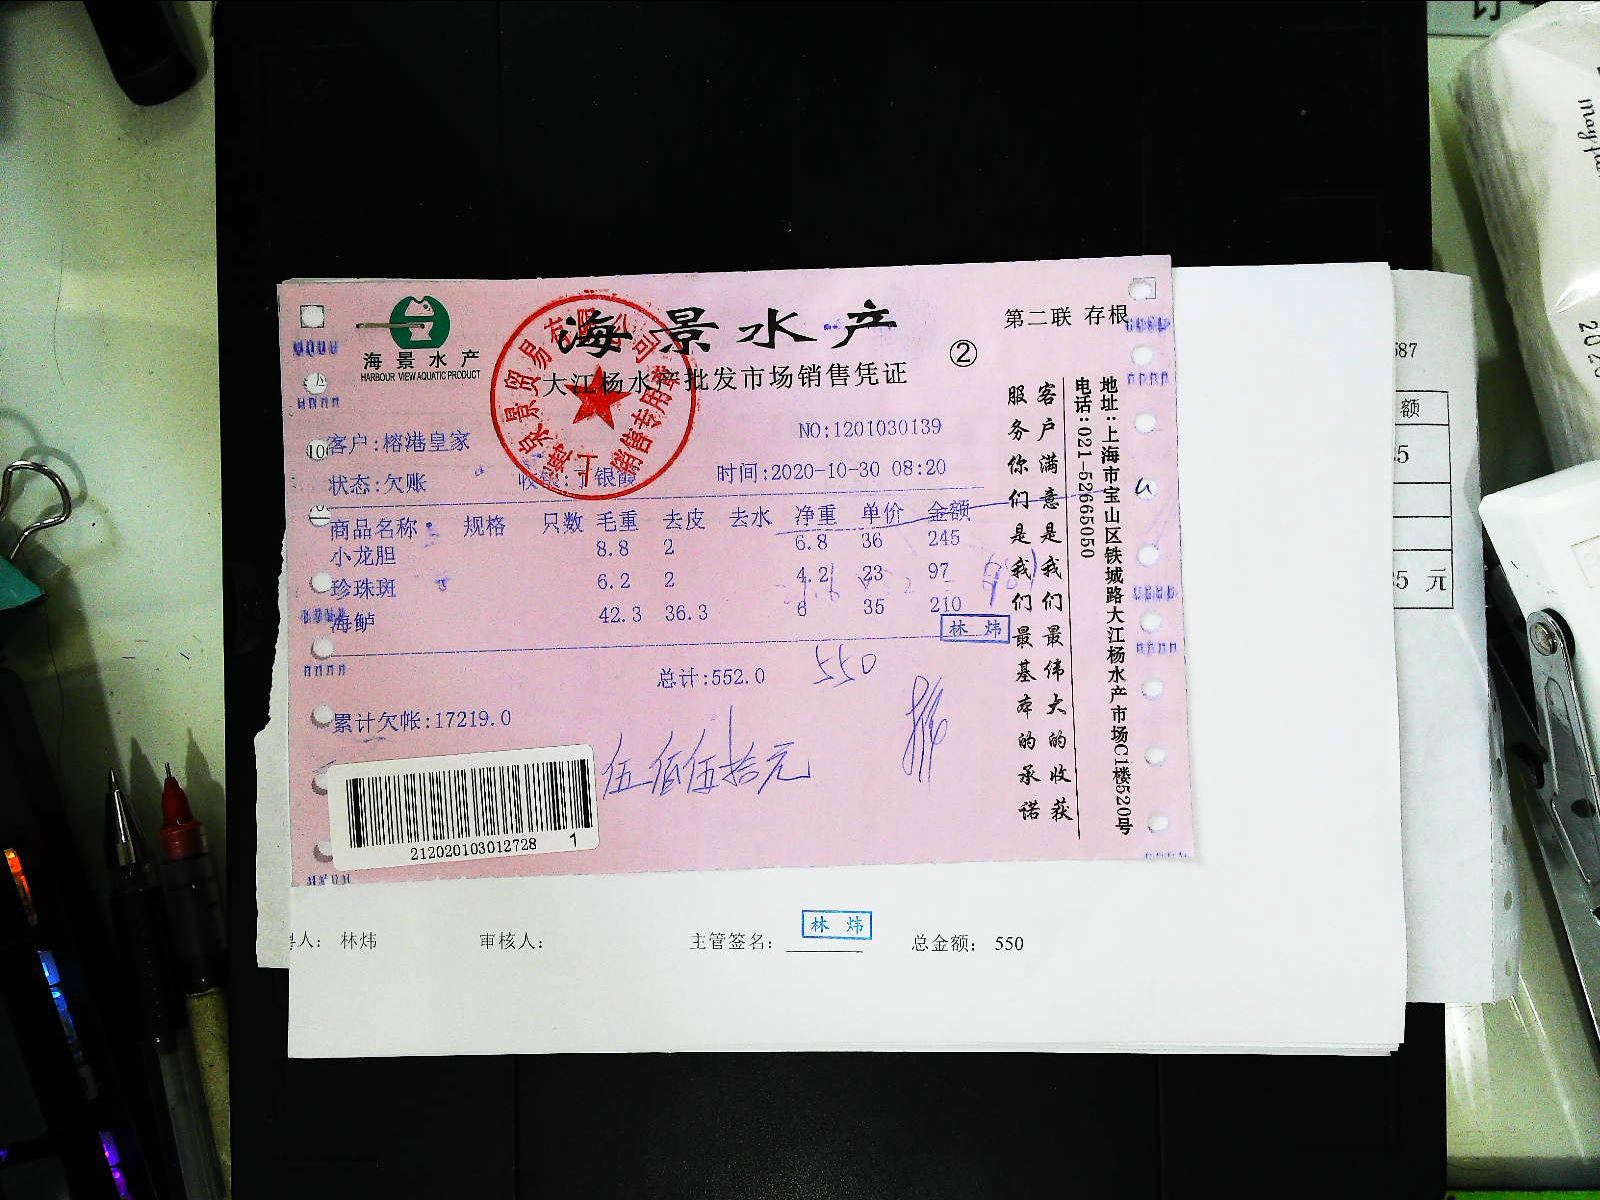 海景水产
HARBOUR VIEW AQUATIC PRODUCT
海景水产
大江杨水产批发市场销售凭证
②
第二联 存根
客户:榕港皇家
NO:1201030139
状态:欠账
收银:丁银霞
时间:2020-10-30 08:20
商品名称 规格 只数 毛重 去皮 去水 净重 单价 金额
小龙胆 8.8 2 6.8 36 245
珍珠斑 6.2 2 4.2 23 97
海鲈 42.3 36.3 6 35 210
林炜
总计:552.0
550
累计欠帐:17219.0
伍佰伍拾元
212020103012728 1
客户满意是我们最伟大的收获
服务你们是我们最基本的承诺
地址:上海市宝山区铁城路大江杨水产市场C1楼520号
电话:021-52665050
销售专用章
人: 林炜
审核人:
主管签名:
林炜
总金额: 550
587
额
5
5 元
may
202